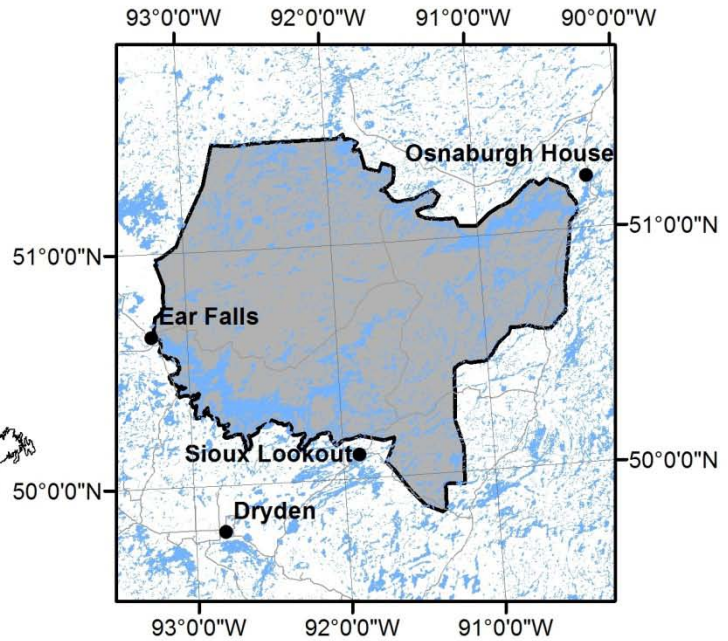 93°0'0"W 92°0'0"W 91°0'0"W 90°0'0"W
Osnaburgh House
51°0'0"N
51°0'0"N
Ear Falls
Sioux Lookout
50°0'0"N
50°0'0"N
Dryden
93°0'0"W 92°0'0"W 91°0'0"W